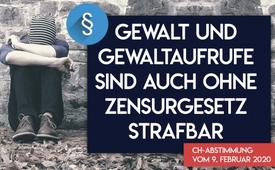 §
GEWALT UND
GEWALTAUFRUFE
SIND AUCH OHNE
ZENSURGESETZ
STRAFBAR
CH-ABSTIMMUNG
VOM 9. FEBRUAR 2020